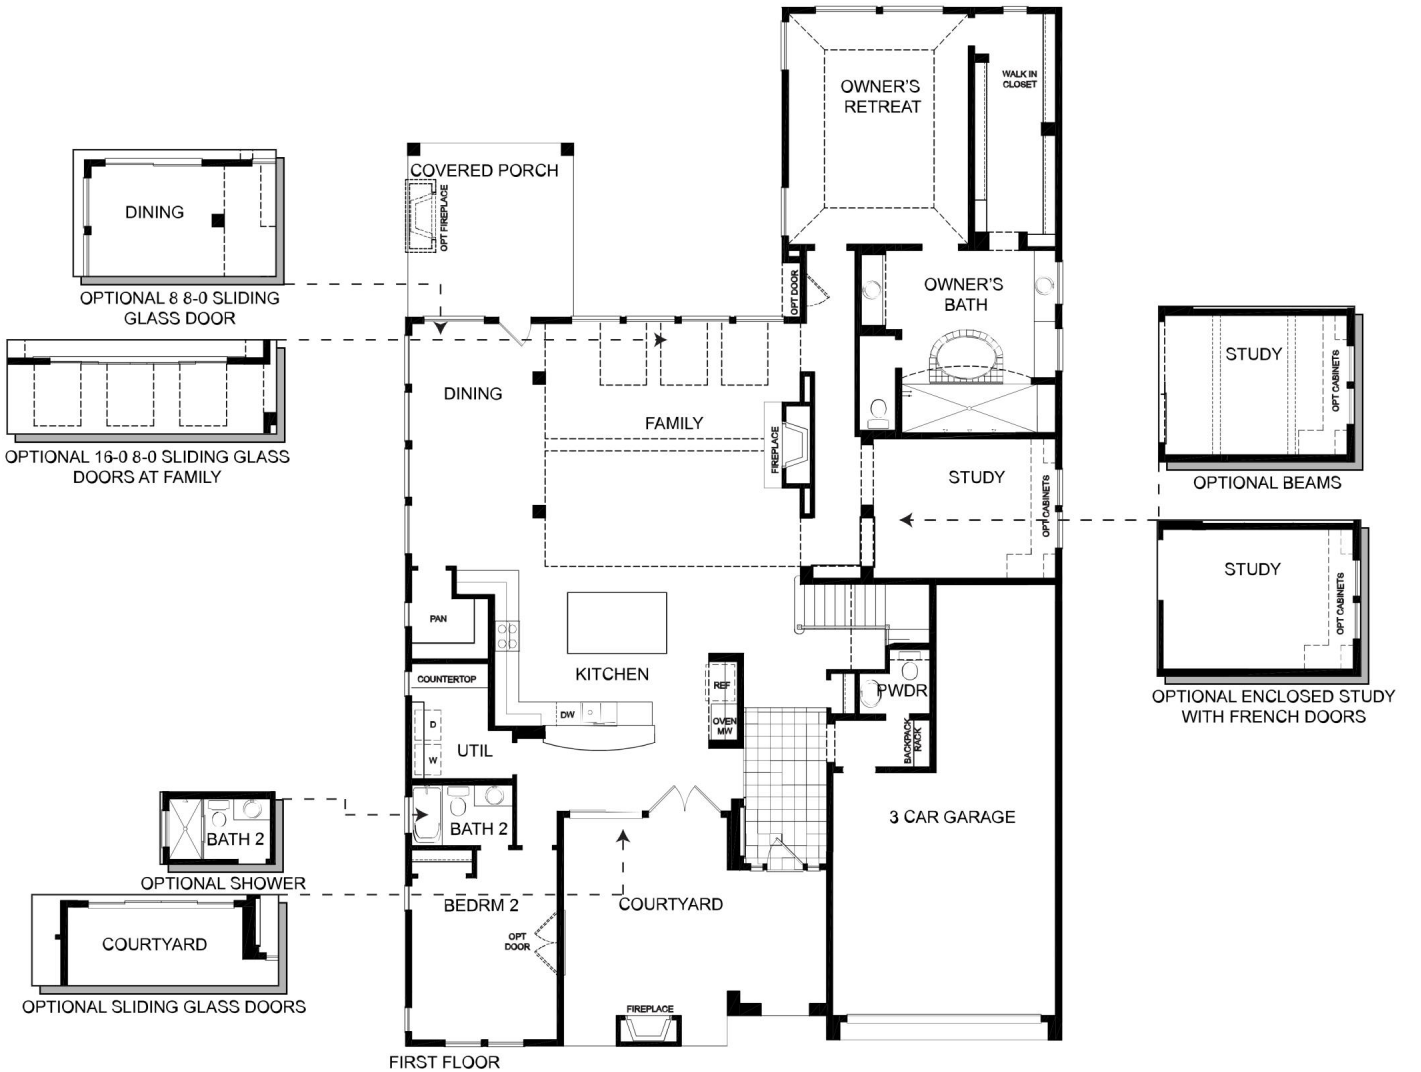 OWNER'S
RETREAT
WALK IN
CLOSET
COVERED PORCH
OPT FIREPLACE
DINING
OPTIONAL 8 8-0 SLIDING
GLASS DOOR
OPT DOOR
OWNER'S
BATH
STUDY
OPT CABINETS
OPTIONAL BEAMS
DINING
FAMILY
FIREPLACE
OPTIONAL 16-0 8-0 SLIDING GLASS
DOORS AT FAMILY
STUDY
OPT CABINETS
STUDY
OPT CABINETS
OPTIONAL ENCLOSED STUDY
WITH FRENCH DOORS
PAN
KITCHEN
COUNTERTOP
REF
PWDR
DW
D
OVEN
MW
BACKPACK
RACK
UTIL
W
BATH 2
3 CAR GARAGE
BATH 2
OPTIONAL SHOWER
BEDRM 2
COURTYARD
OPT
DOOR
COURTYARD
OPTIONAL SLIDING GLASS DOORS
FIREPLACE
FIRST FLOOR